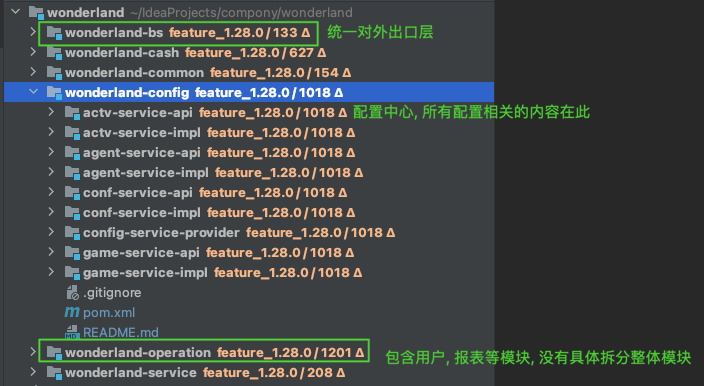 wonderland ~/IdeaProjects/compony/wonderland
wonderland-bs feature_1.28.0 / 133 Δ 统一对外出口层
wonderland-cash feature_1.28.0 / 627 Δ
wonderland-common feature_1.28.0 / 154 Δ
wonderland-config feature_1.28.0 / 1018 Δ
actv-service-api feature_1.28.0 / 1018 Δ 配置中心, 所有配置相关的内容在此
actv-service-impl feature_1.28.0 / 1018 Δ
agent-service-api feature_1.28.0 / 1018 Δ
agent-service-impl feature_1.28.0 / 1018 Δ
conf-service-api feature_1.28.0 / 1018 Δ
conf-service-impl feature_1.28.0 / 1018 Δ
config-service-provider feature_1.28.0 / 1018 Δ
game-service-api feature_1.28.0 / 1018 Δ
game-service-impl feature_1.28.0 / 1018 Δ
.gitignore
pom.xml
README.md
wonderland-operation feature_1.28.0 / 1201 Δ 包含用户, 报表等模块, 没有具体拆分整体模块
wonderland-service feature_1.28.0 / 208 Δ